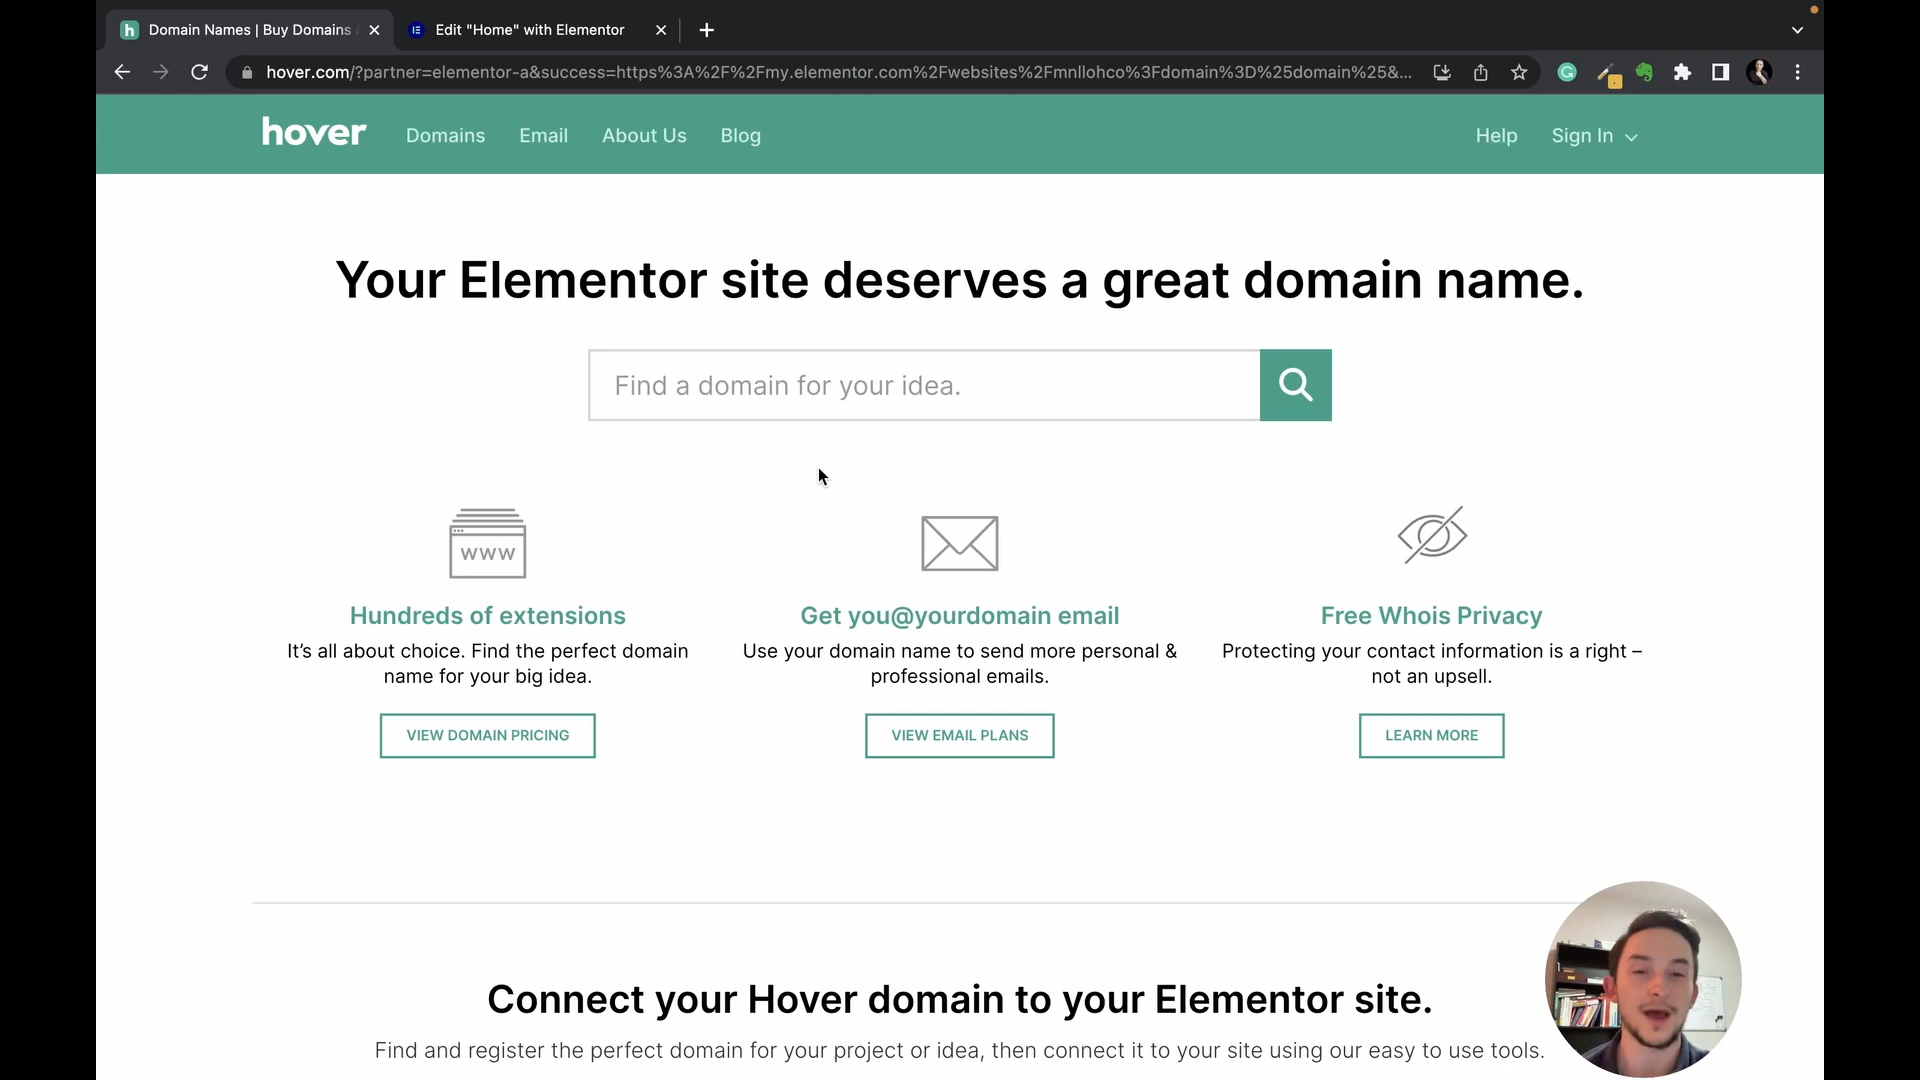 Domain Names | Buy Domains
Edit "Home" with Elementor
hover.com/?partner=elementor-a&success=https%3A%2F%2Fmy.elementor.com%2Fwebsites%2Fmnllohco%3Fdomain%3D%25domain%25&...
hover
Domains
Email
About Us
Blog
Help
Sign In
Your Elementor site deserves a great domain name.
Find a domain for your idea.
WWW
Hundreds of extensions
It's all about choice. Find the perfect domain
name for your big idea.
VIEW DOMAIN PRICING
Get you@yourdomain email
Use your domain name to send more personal &
professional emails.
VIEW EMAIL PLANS
Free Whois Privacy
Protecting your contact information is a right –
not an upsell.
LEARN MORE
Connect your Hover domain to your Elementor site.
Find and register the perfect domain for your project or idea, then connect it to your site using our easy to use tools.